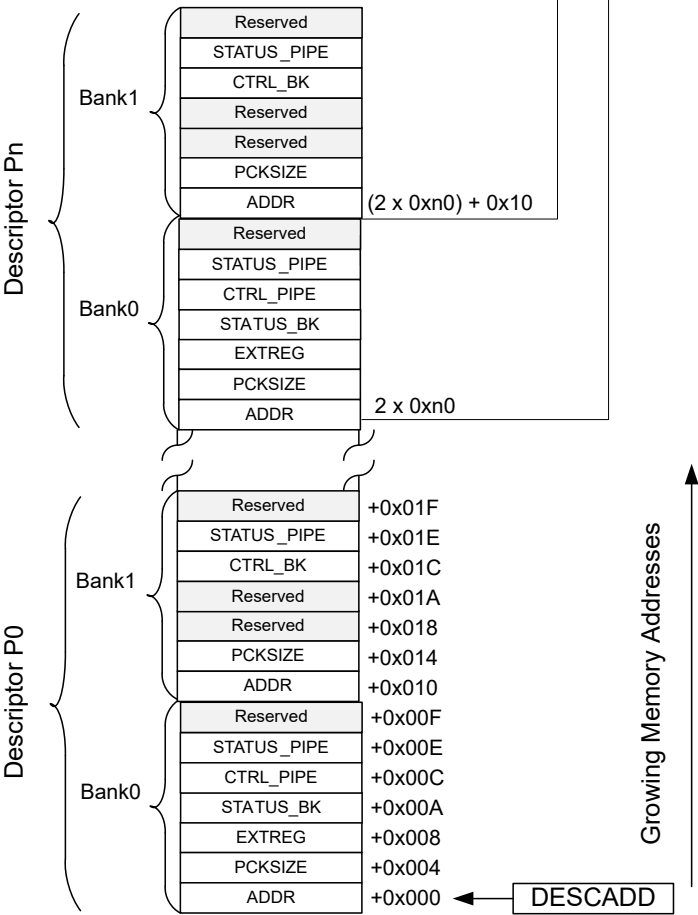 Descriptor Pn
Bank1
Reserved
STATUS_PIPE
CTRL_BK
Reserved
Reserved
PCKSIZE
ADDR (2 x 0xn0) + 0x10
Bank0
Reserved
STATUS_PIPE
CTRL_PIPE
STATUS_BK
EXTREG
PCKSIZE
ADDR 2 x 0xn0
Descriptor P0
Bank1
Reserved +0x01F
STATUS_PIPE +0x01E
CTRL_BK +0x01C
Reserved +0x01A
Reserved +0x018
PCKSIZE +0x014
ADDR +0x010
Bank0
Reserved +0x00F
STATUS_PIPE +0x00E
CTRL_PIPE +0x00C
STATUS_BK +0x00A
EXTREG +0x008
PCKSIZE +0x004
ADDR +0x000 DESCADD
Growing Memory Addresses